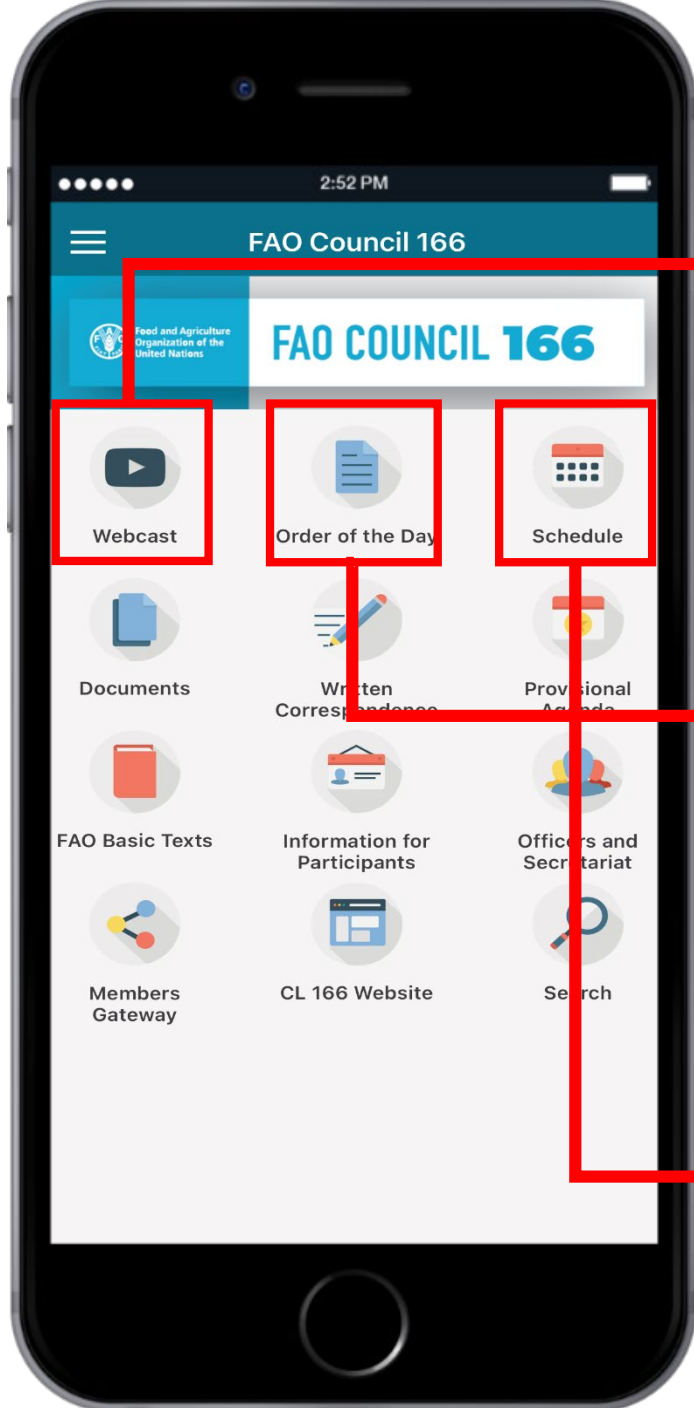 2:52 PM
FAO Council 166
Food and Agriculture
Organization of the
United Nations
FAO COUNCIL 166
Webcast
Order of the Day
Schedule
Documents
Written
Correspondence
Provisional
Agenda
FAO Basic Texts
Information for
Participants
Officers and
Secretariat
Members
Gateway
CL 166 Website
Search